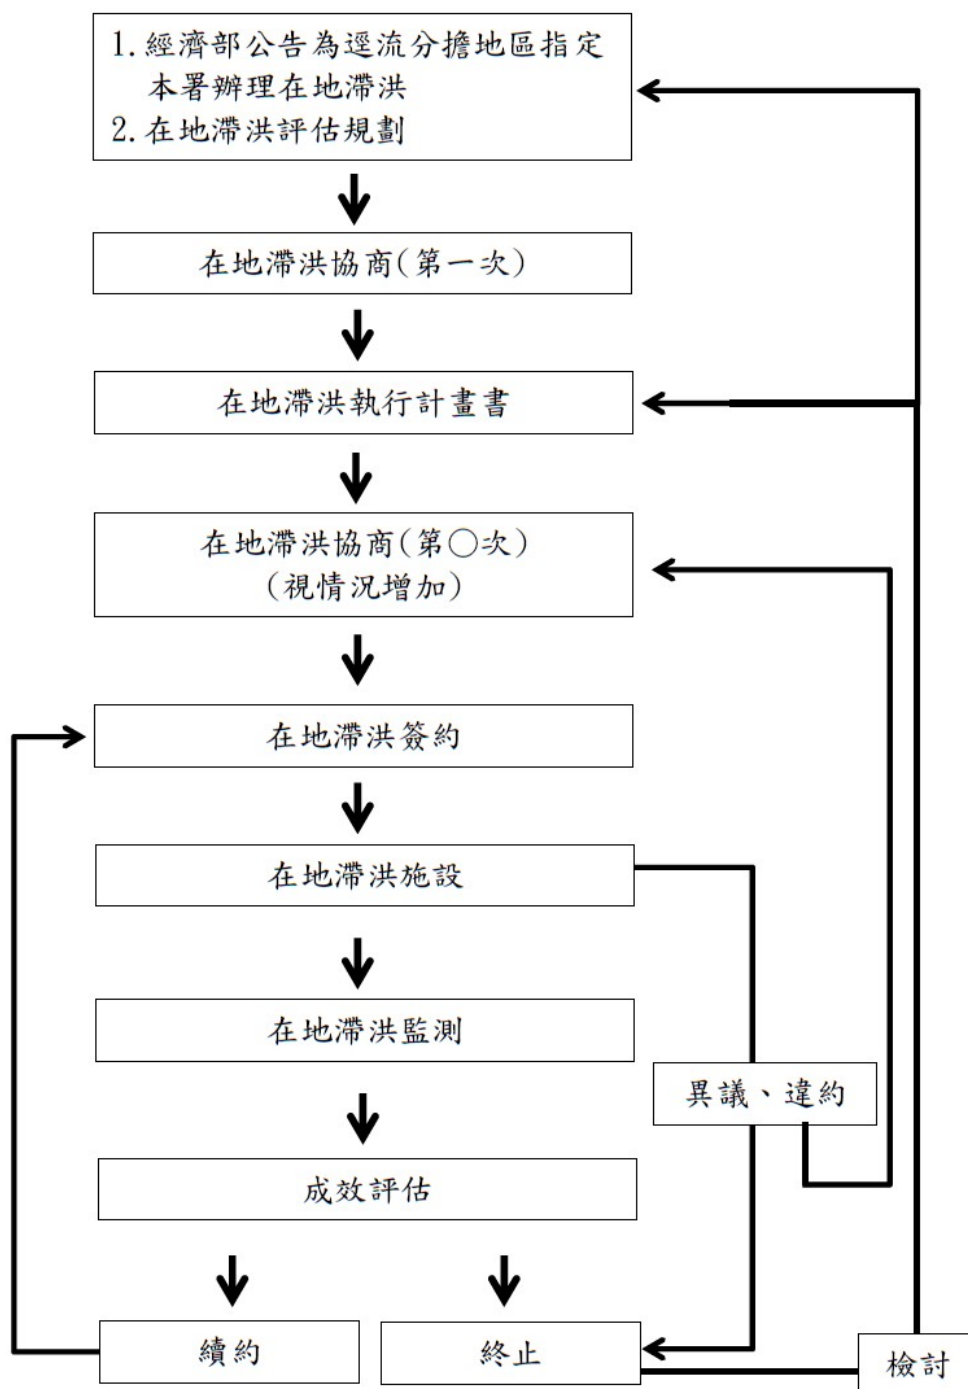 1. 經濟部公告為逕流分擔地區指定
本署辦理在地滯洪
2. 在地滯洪評估規劃
在地滯洪協商(第一次)
在地滯洪執行計畫書
在地滯洪協商(第○次)
(視情況增加)
在地滯洪簽約
在地滯洪施設
在地滯洪監測
異議、違約
成效評估
續約
終止
檢討